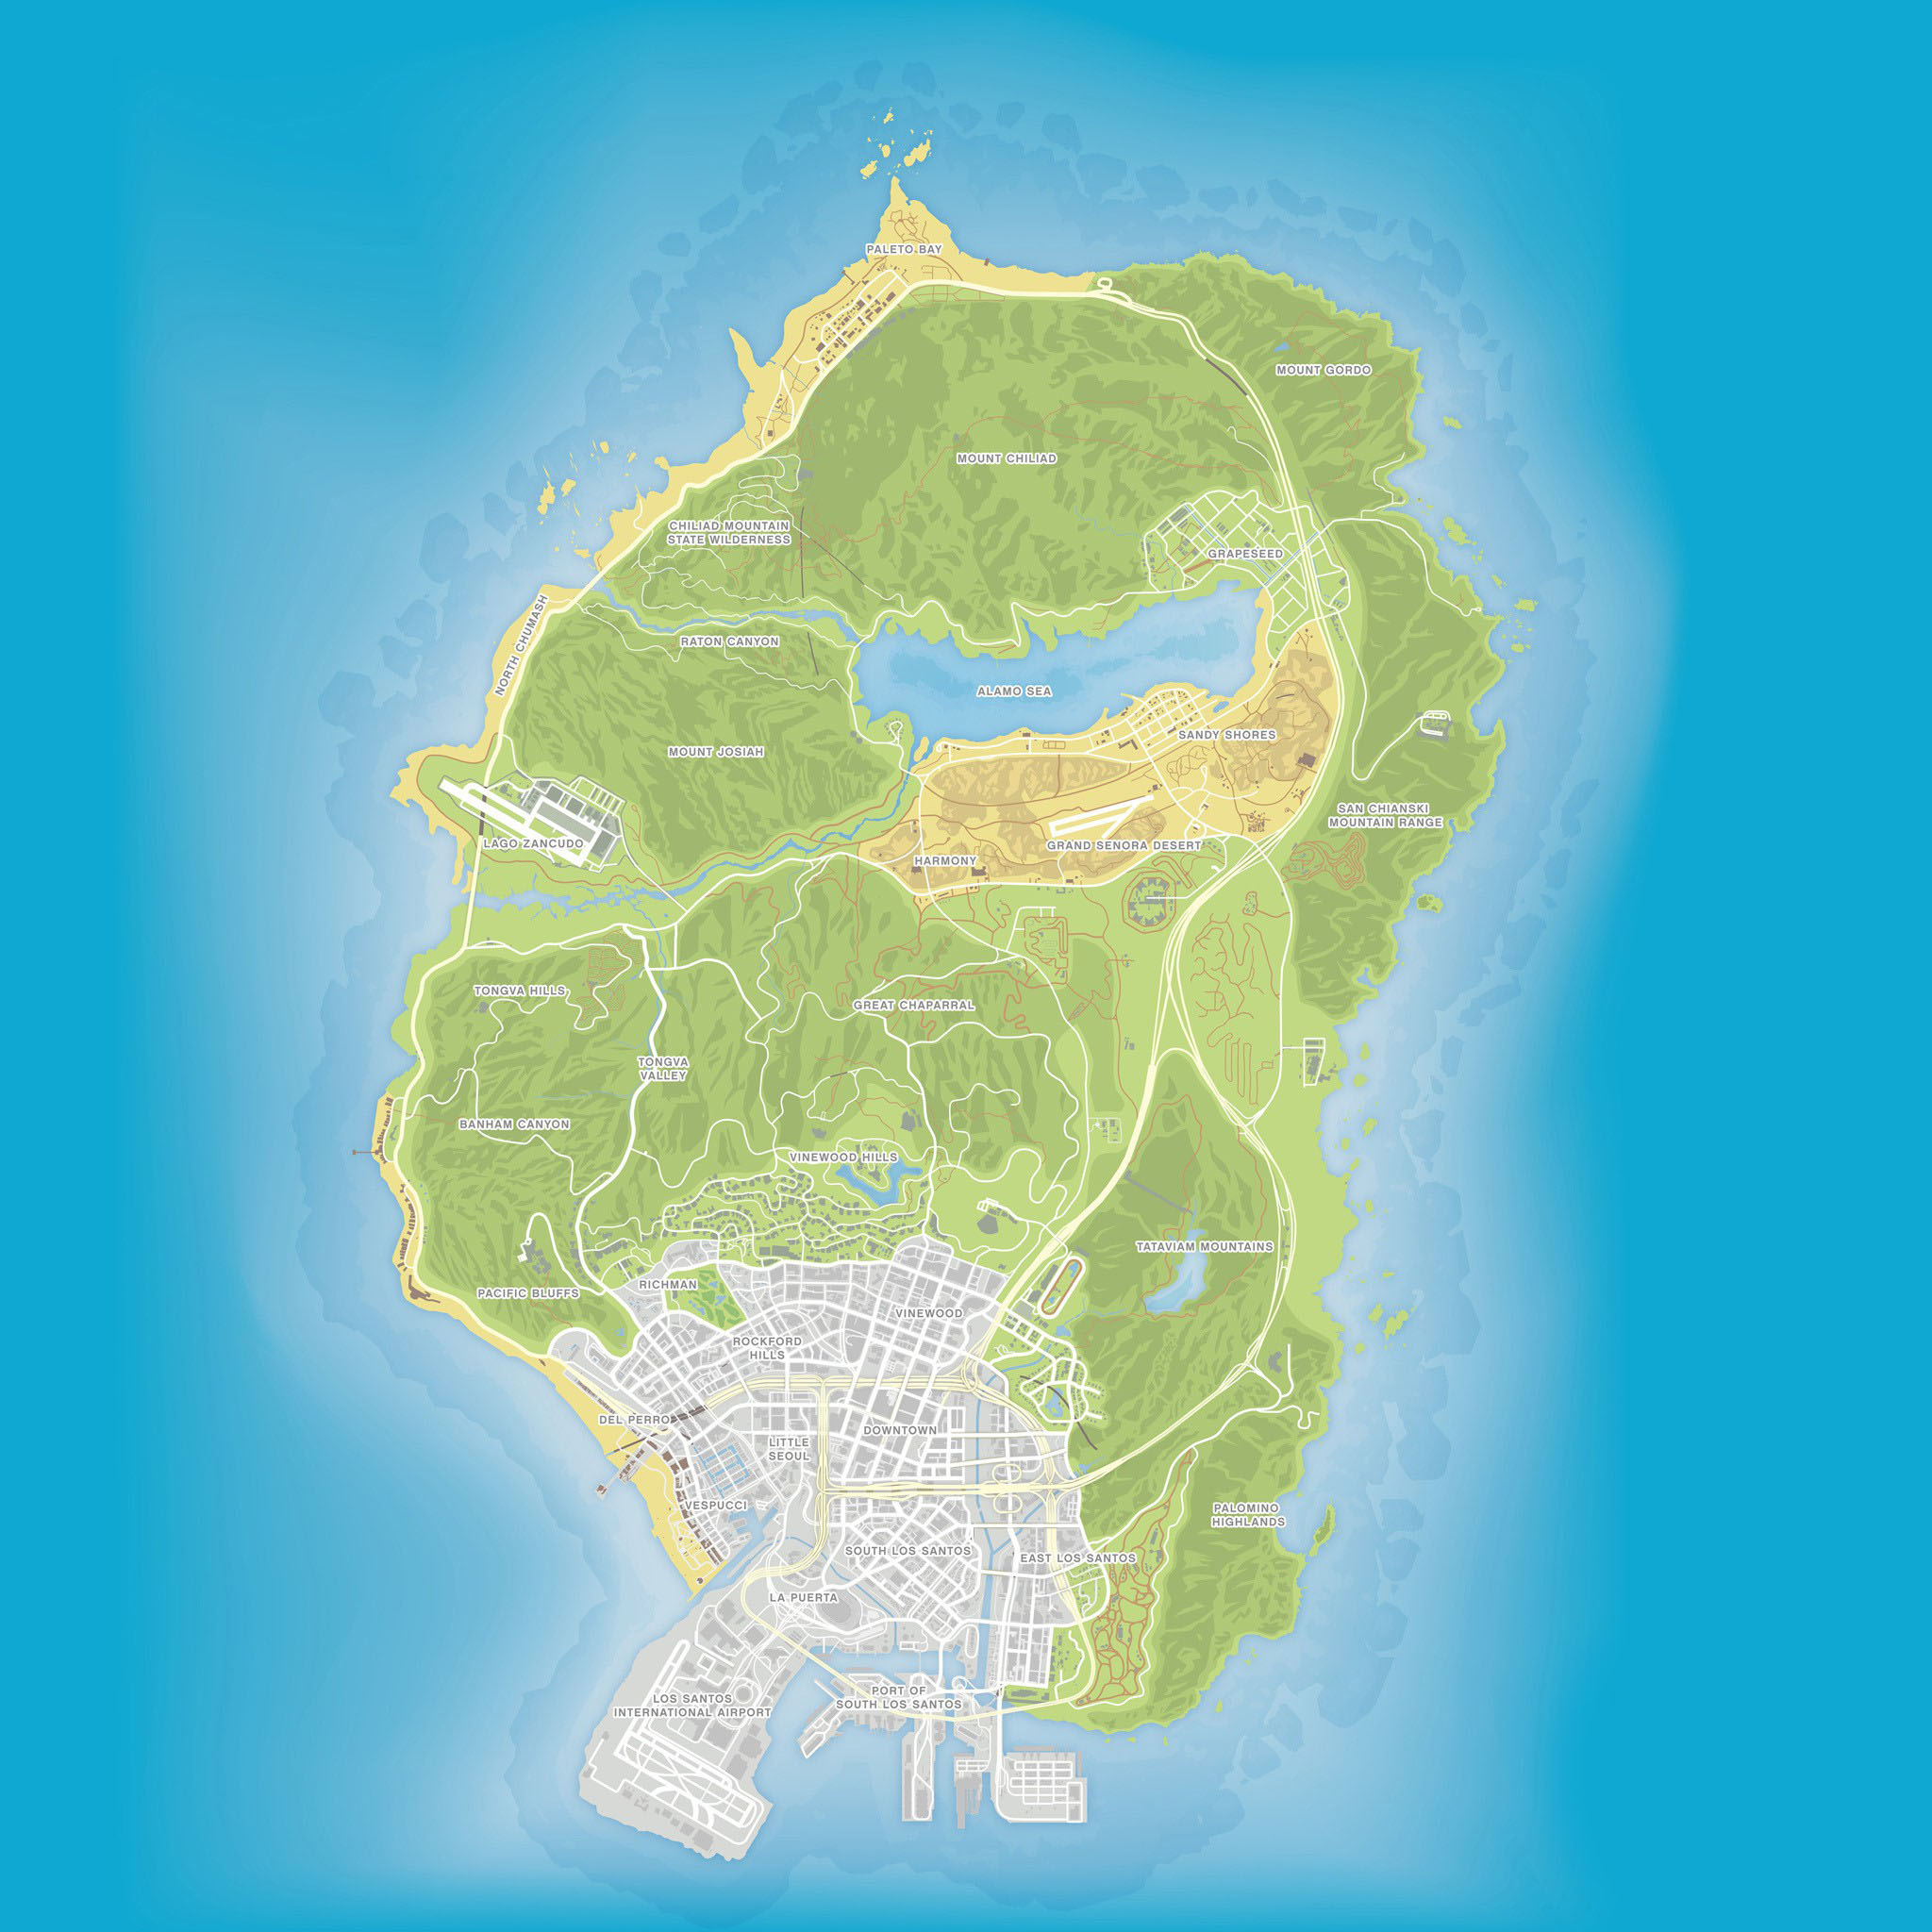 PALETO BAY
MOUNT GORDO
MOUNT CHILIAD
CHILIAD MOUNTAIN
STATE WILDERNESS
GRAPESEED
NORTH CHUMASH
RATON CANYON
ALAMO SEA
SANDY SHORES
MOUNT JOSIAH
SAN CHIANSKI
MOUNTAIN RANGE
LAGO ZANCUDO
GRAND SENORA DESERT
HARMONY
TONGVA HILLS
GREAT CHAPARRAL
TONGVA
VALLEY
BANHAM CANYON
VINEWOOD HILLS
TATAVIAM MOUNTAINS
RICHMAN
PACIFIC BLUFFS
VINEWOOD
ROCKFORD
HILLS
DEL PERRO
DOWNTOWN
LITTLE
SEOUL
VESPUCCI
PALOMINO
HIGHLANDS
SOUTH LOS SANTOS
EAST LOS SANTOS
LA PUERTA
PORT OF
SOUTH LOS SANTOS
LOS SANTOS
INTERNATIONAL AIRPORT